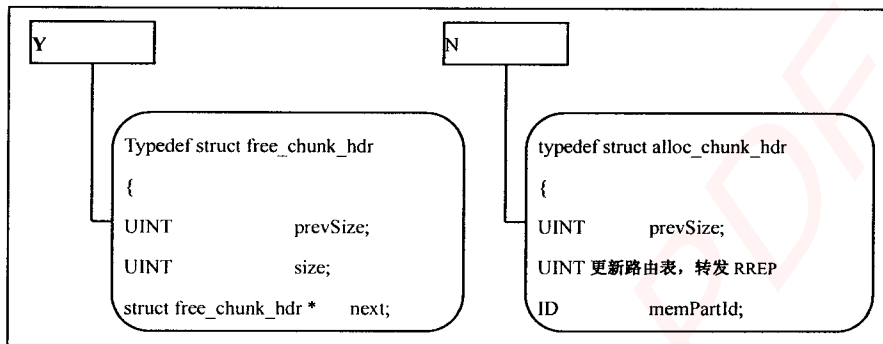 Y
N
Typedef struct free_chunk_hdr
{
UINT prevSize;
UINT size;
struct free_chunk_hdr * next;
typedef struct alloc_chunk_hdr
{
UINT prevSize;
UINT 更新路由表，转发 RREP
ID memPartId;
PDF